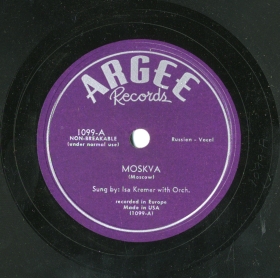 ARGEE
Records
1099-A
NON-BREAKABLE
(under normal use)
Russian - Vocal
MOSKVA
(Moscow)
Sung by: Isa Kremer with Orch.
recorded in Europe
Made in USA
(1099-A)